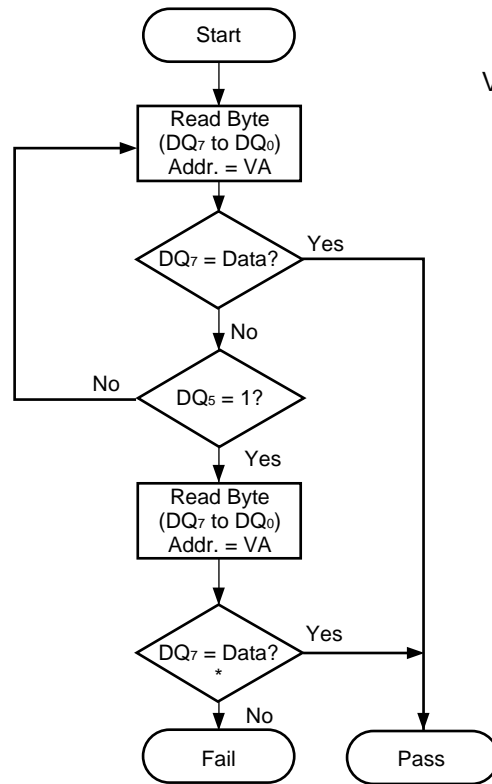 Start
V
Read Byte
(DQ₇ to DQ₀)
Addr. = VA
DQ₇ = Data?
Yes
No
No
DQ₅ = 1?
Yes
Read Byte
(DQ₇ to DQ₀)
Addr. = VA
DQ₇ = Data?
*
Yes
No
Fail
Pass